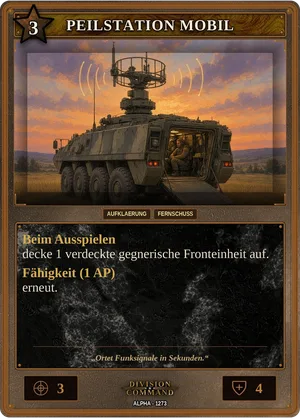 3
PEILSTATION MOBIL
AUFKLAERUNG FERNSCHUSS
Beim Ausspielen
decke 1 verdeckte gegnerische Fronteinheit auf.
Fähigkeit (1 AP)
erneut.
„Ortet Funksignale in Sekunden.“
3
DIVISION
COMMAND
ALPHA - 1273
4